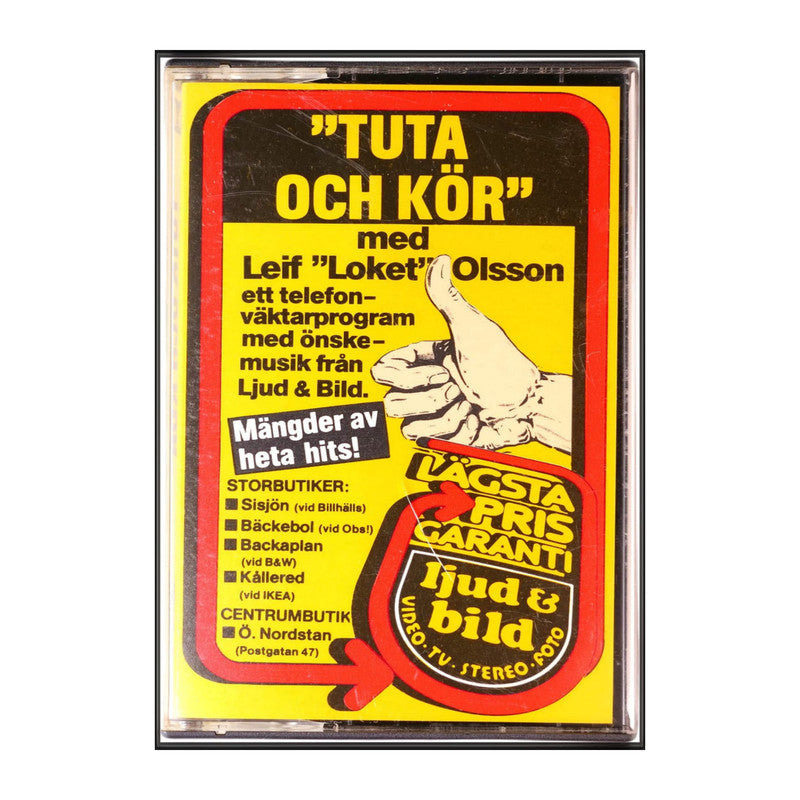 ”TUTA
OCH KÖR”
med
Leif ”Loket” Olsson
ett telefon-
väktarprogram
med önske-
musik från
Ljud & Bild.
Mängder av
heta hits!
STORBUTIKER:
Sisjön (vid Billhälls)
Bäckebol (vid Obs!)
Backaplan
(vid B&W)
Kållered
(vid IKEA)
CENTRUMBUTIK
Ö. Nordstan
(Postgatan 47)
LÄGSTA
PRIS
GARANTI
ljud &
bild
VIDEO · TV · STEREO · FOTO